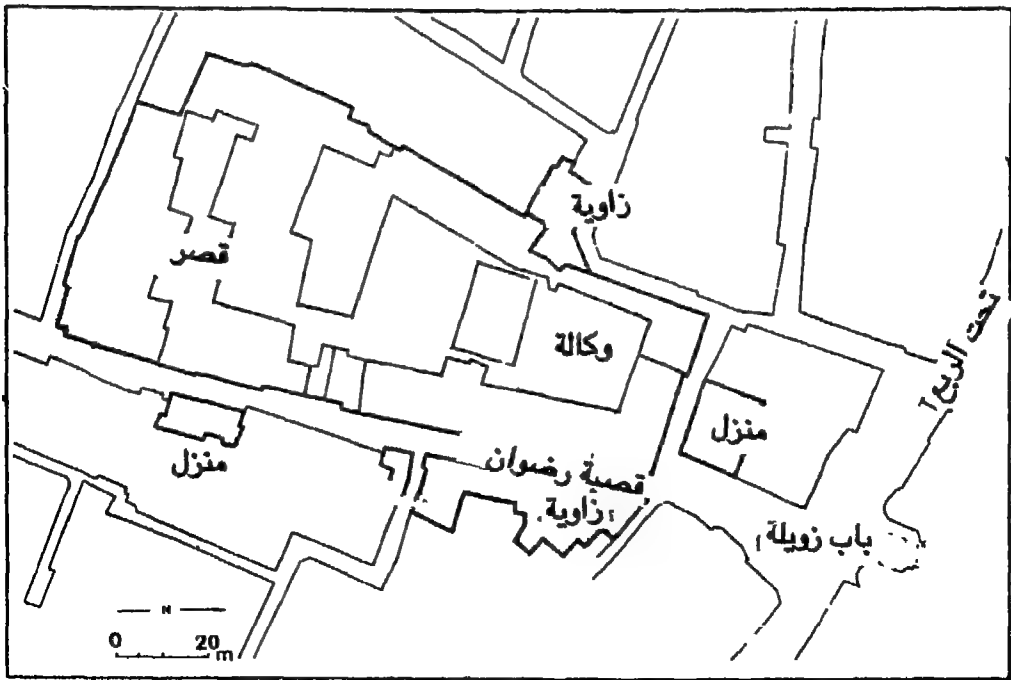 زاوية
قصر
تحت الربع
وكالة
منزل
منزل
قصبة رضوان
زاوية
باب زويلة
N
0 20 m